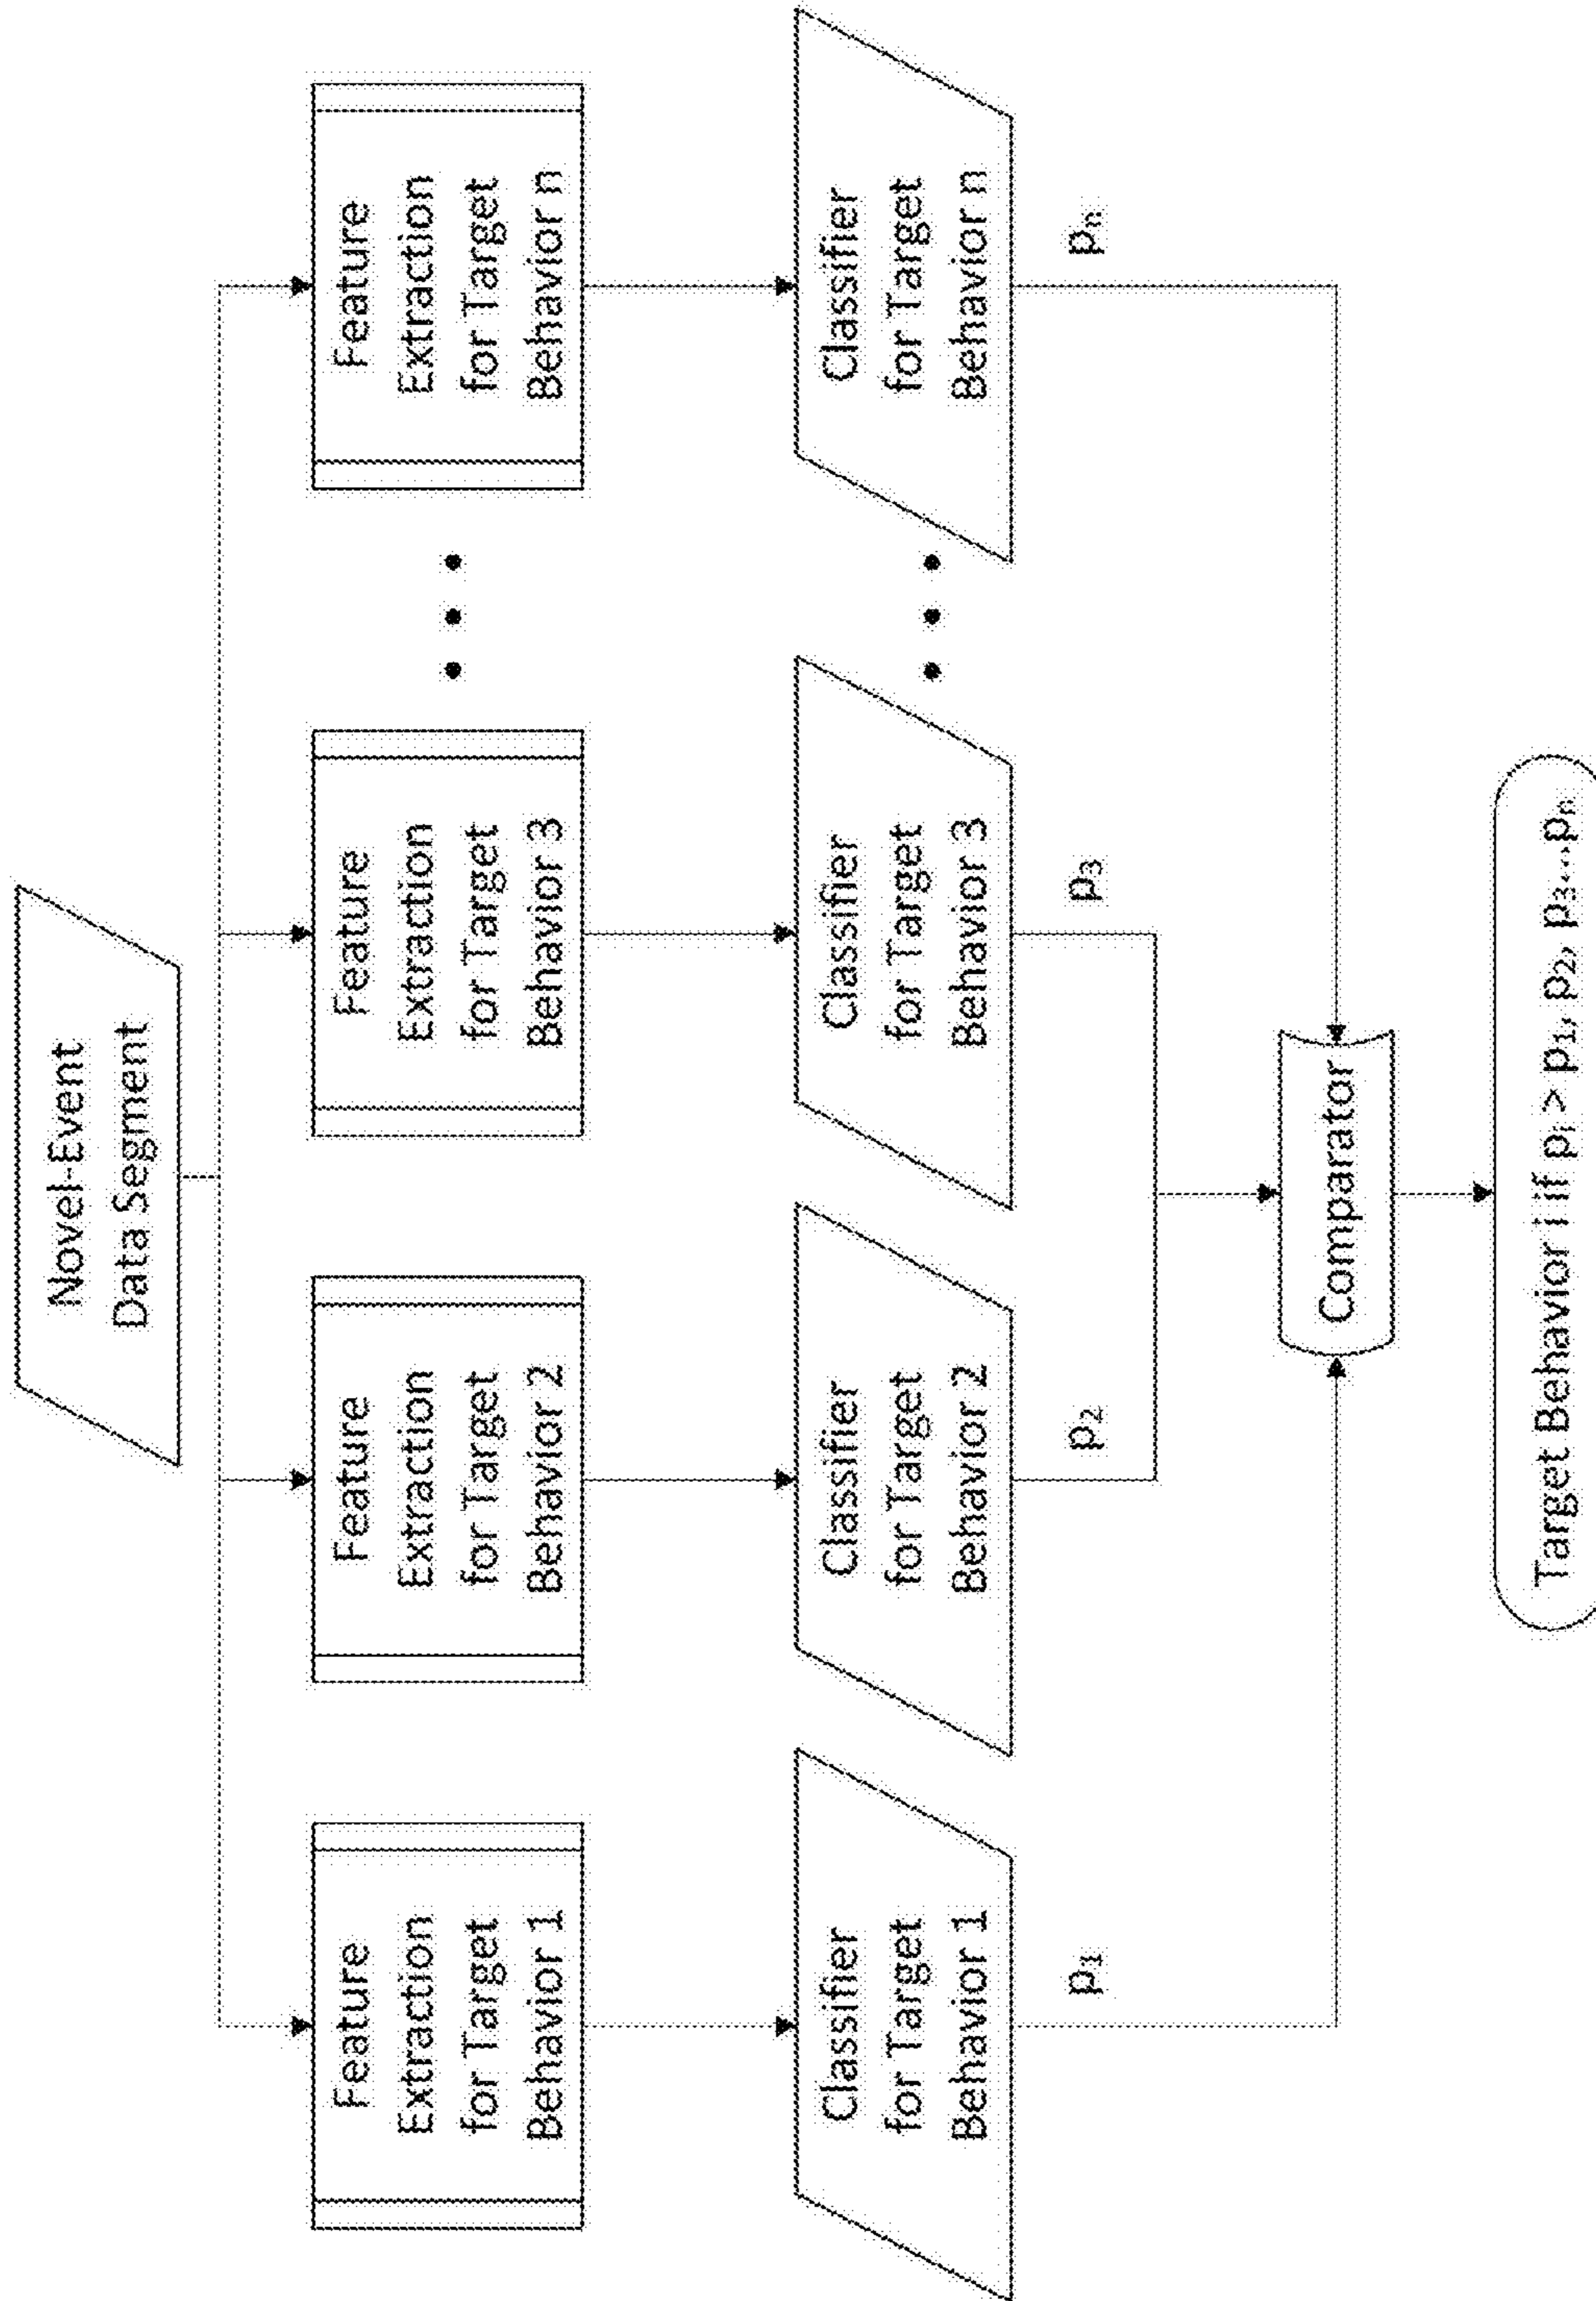 Novel-Event
Data Segment
Feature
Extraction
for Target
Behavior 1
Feature
Extraction
for Target
Behavior 2
Feature
Extraction
for Target
Behavior 3
Feature
Extraction
for Target
Behavior n
Classifier
for Target
Behavior 1
Classifier
for Target
Behavior 2
Classifier
for Target
Behavior 3
Classifier
for Target
Behavior n
p₁
p₂
p₃
pₙ
Comparator
Target Behavior i if pᵢ > p₁, p₂, p₃...pₙ